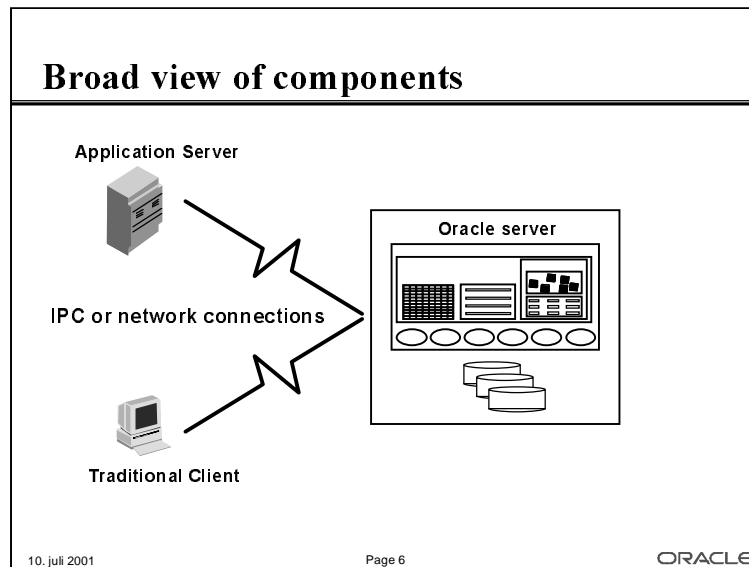 Broad view of components
Application Server
Oracle server
IPC or network connections
Traditional Client
10. juli 2001
Page 6
ORACLE